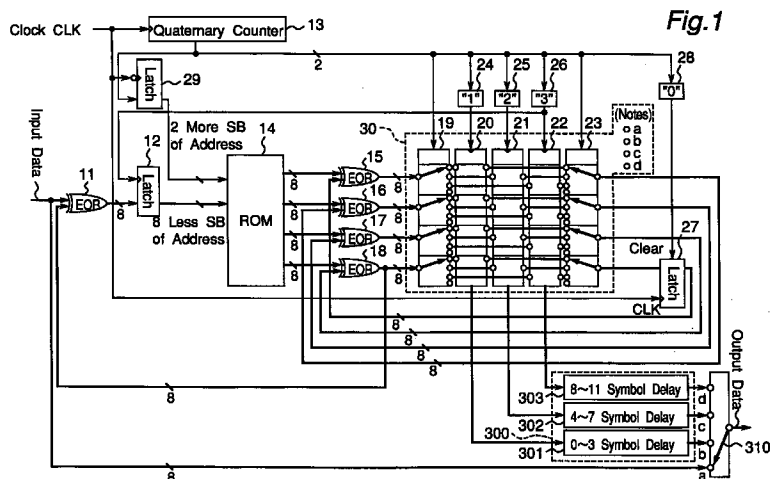 Fig.1
Clock CLK
Quaternary Counter
13
2
24
25
26
28
"1"
"2"
"3"
"0"
Latch
29
(Notes)
a
b
c
d
30
19
20
21
22
23
Input Data
2 More SB
of Address
14
12
11
EOR
8
Latch
8
Less SB
of Address
ROM
8
15
EOR
8
8
16
EOR
8
8
17
EOR
8
8
18
EOR
8
Clear
27
Latch
CLK
8
8
8
8
8
Output Data
303
8~11 Symbol Delay
d
302
4~7 Symbol Delay
c
300
301
0~3 Symbol Delay
b
310
8
a